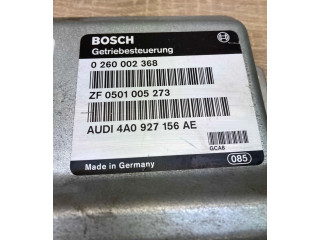 BOSCH
Getriebesteuerung
0 260 002 368
ZF 0501 005 273
AUDI 4A0 927 156 AE
GCA8
Made in Germany
085